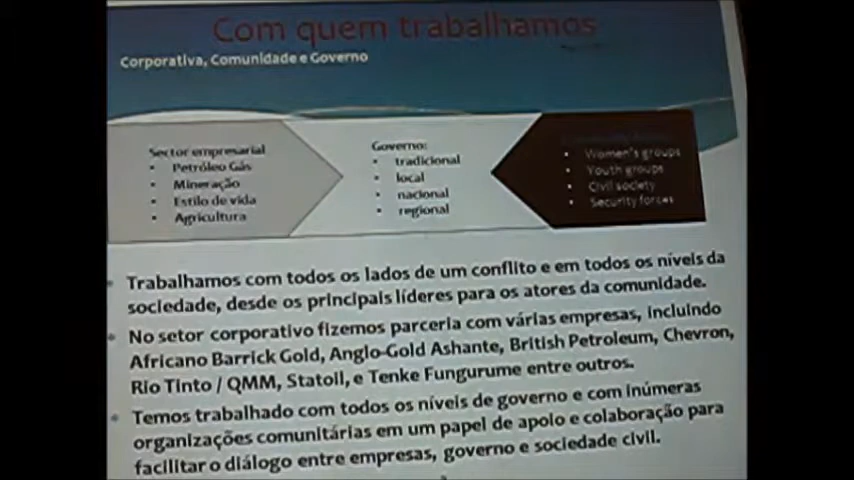 Com quem trabalhamos
Corporativa, Comunidade e Governo
Sector empresarial
• Petróleo Gás
• Mineração
• Estilo de vida
• Agricultura
Governo:
• tradicional
• local
• nacional
• regional
• Women's groups
• Youth groups
• Civil society
• Security forces
• Trabalhamos com todos os lados de um conflito e em todos os níveis da
sociedade, desde os principais líderes para os atores da comunidade.
• No setor corporativo fizemos parceria com várias empresas, incluindo
Africano Barrick Gold, Anglo-Gold Ashante, British Petroleum, Chevron,
Rio Tinto / QMM, Statoil, e Tenke Fungurume entre outros.
• Temos trabalhado com todos os níveis de governo e com inúmeras
organizações comunitárias em um papel de apoio e colaboração para
facilitar o diálogo entre empresas, governo e sociedade civil.